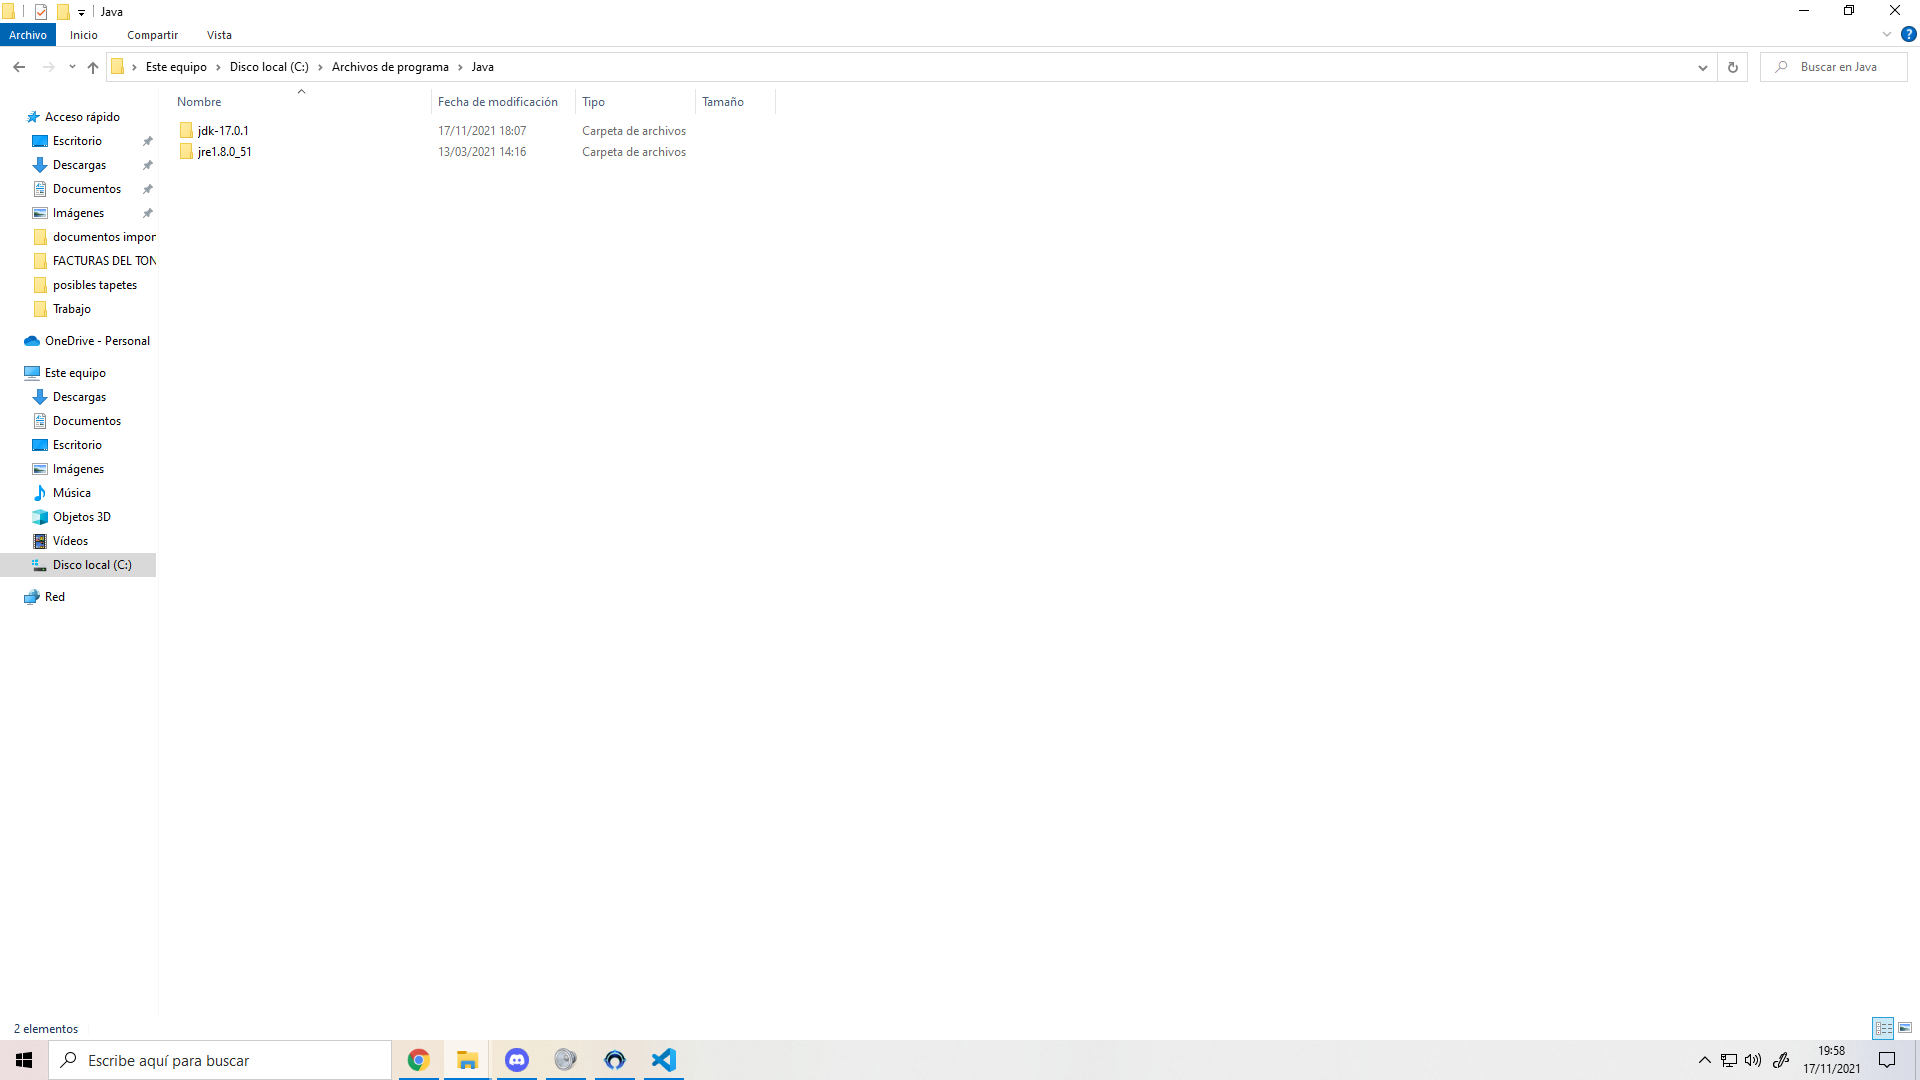 Java
Archivo Inicio Compartir Vista
Este equipo Disco local (C:) Archivos de programa Java
Buscar en Java
Nombre Fecha de modificación Tipo Tamaño
jdk-17.0.1 17/11/2021 18:07 Carpeta de archivos
jre1.8.0_51 13/03/2021 14:16 Carpeta de archivos
Acceso rápido
Escritorio
Descargas
Documentos
Imágenes
documentos impor
FACTURAS DEL TON
posibles tapetes
Trabajo
OneDrive - Personal
Este equipo
Descargas
Documentos
Escritorio
Imágenes
Música
Objetos 3D
Vídeos
Disco local (C:)
Red
2 elementos
Escribe aquí para buscar
19:58
17/11/2021